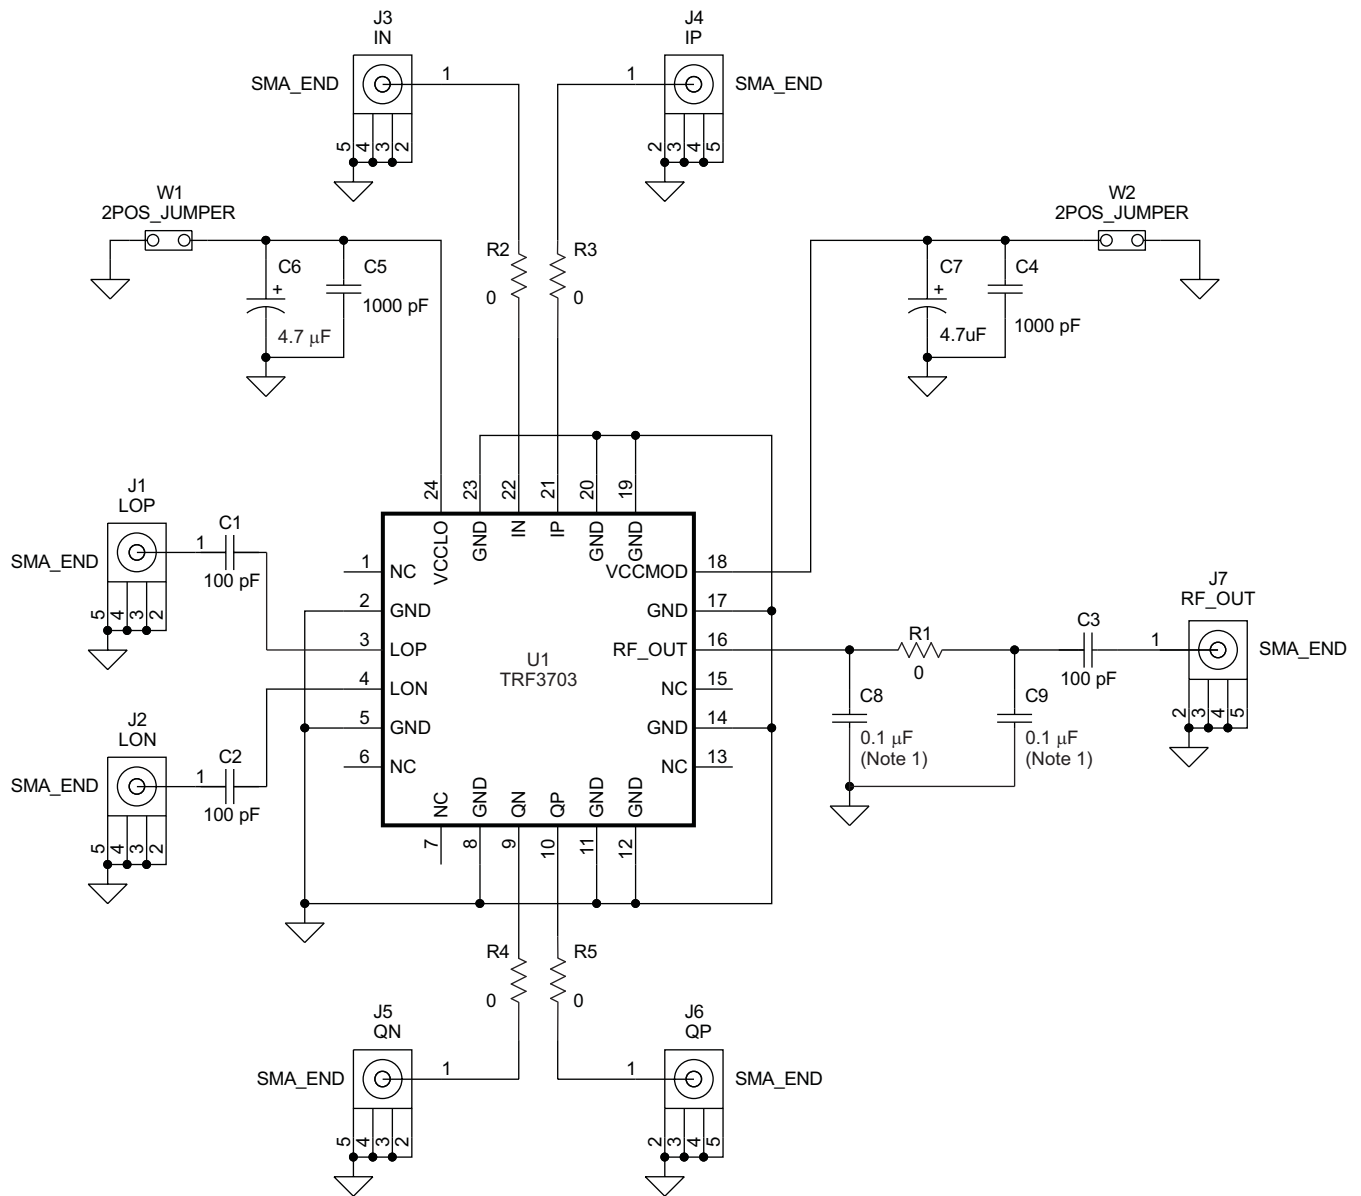 J3
IN
SMA_END
1
5
4
3
2
J4
IP
1
SMA_END
2
3
4
5
W1
2POS_JUMPER
C6
+
4.7 μF
C5
1000 pF
R2
0
R3
0
W2
2POS_JUMPER
C7
+
4.7uF
C4
1000 pF
J1
LOP
SMA_END
1
C1
100 pF
5
4
3
2
J2
LON
SMA_END
1
C2
100 pF
5
4
3
2
24
23
22
21
20
19
VCCLO
GND
IN
IP
GND
GND
1
NC
2
GND
3
LOP
4
LON
5
GND
6
NC
U1
TRF3703
VCCMOD
18
GND
17
RF_OUT
16
NC
15
GND
14
NC
13
NC
GND
QN
QP
GND
GND
7
8
9
10
11
12
R1
0
C8
0.1 μF
(Note 1)
C9
0.1 μF
(Note 1)
C3
100 pF
J7
RF_OUT
1
SMA_END
2
3
4
5
R4
0
R5
0
J5
QN
SMA_END
1
5
4
3
2
J6
QP
1
SMA_END
2
3
4
5